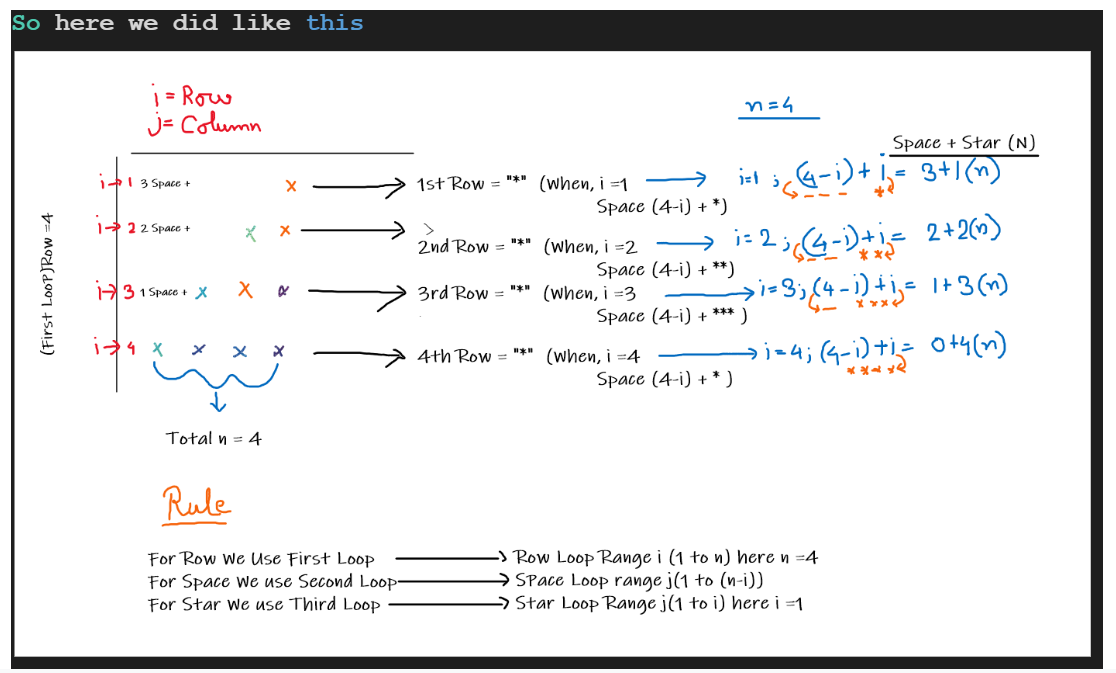 So here we did like this
i = Row
j = Column
n = 4
Space + Star (N)
(First Loop)Row =4
i→1 3 Space + x → 1st Row = "*" (When, i =1 → i=1 ; (4-i) + i = 3+1(n)
Space (4-i) + *)
i→2 2 Space + x x → 2nd Row = "*" (When, i =2 → i = 2 ; (4-i)+i = 2+2(n)
Space (4-i) + **)
i→3 1 Space + x x x → 3rd Row = "*" (When, i =3 → i=3; (4-i)+i = 1+3(n)
Space (4-i) + *** )
i→4 x x x x → 4th Row = "*" (When, i =4 → i=4; (4-i)+i = 0+4(n)
Space (4-i) + * )
Total n = 4
Rule
For Row We Use First Loop → Row Loop Range i (1 to n) here n =4
For Space We use Second Loop → Space Loop range j(1 to (n-i))
For Star We use Third Loop → Star Loop Range j(1 to i) here i =1